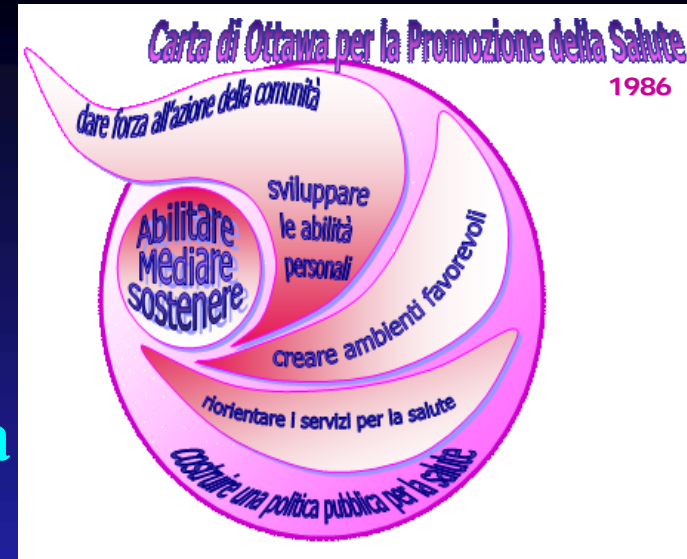 Carta di Ottawa per la Promozione della Salute
1986
dare forza all'azione della comunità
sviluppare
le abilità
personali
Abilitare
Mediare
sostenere
creare ambienti favorevoli
riorientare i servizi per la salute
costruire una politica pubblica per la salute
a